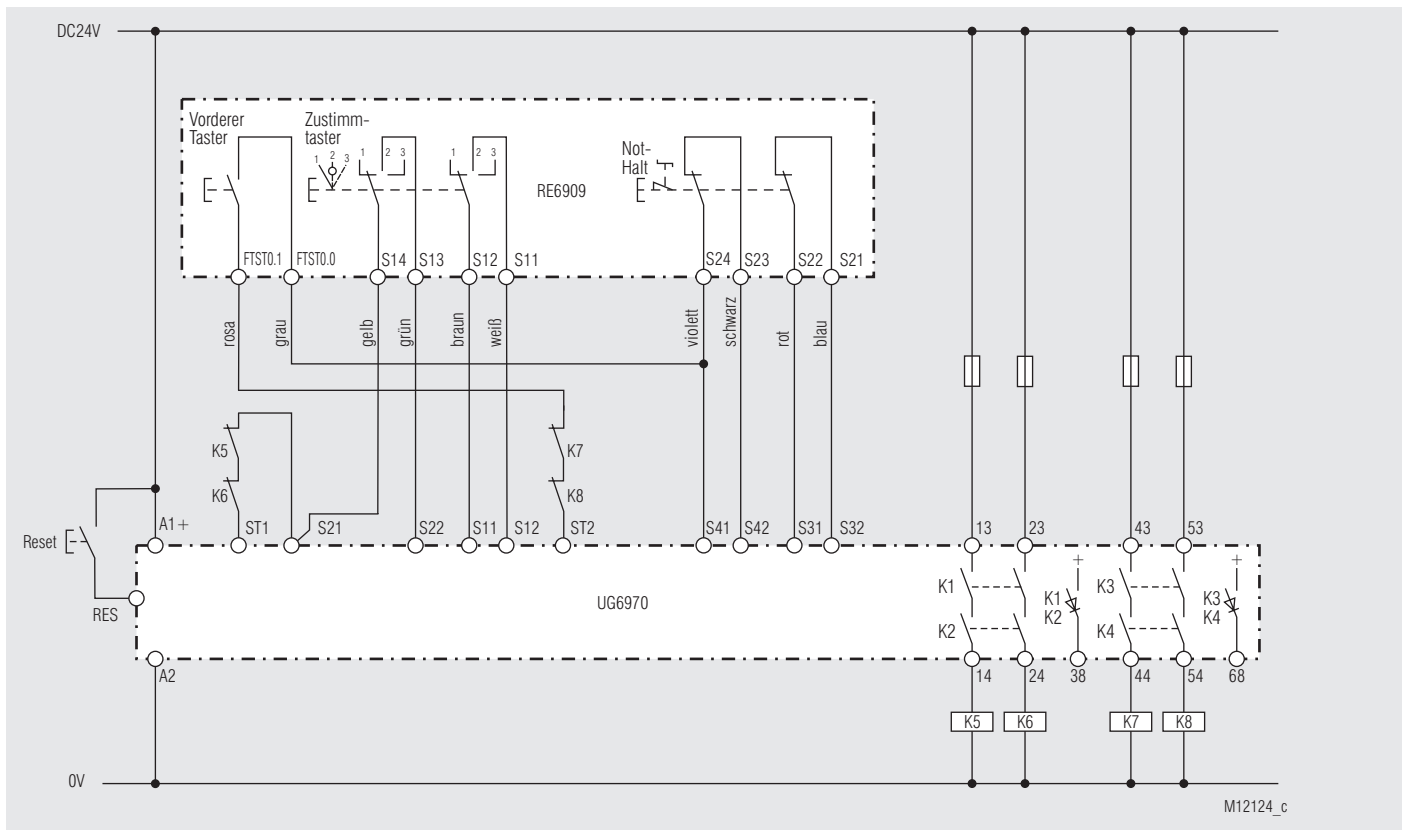 DC24V
Vorderer
Taster
Zustimm-
taster
1 2 3
1 2 3
1 2 3
Not-
Halt
RE6909
FTST0.1 FTST0.0 S14 S13 S12 S11 S24 S23 S22 S21
rosa grau gelb grün braun weiß violett schwarz rot blau
K5 K7
K6 K8
Reset
A1+ ST1 S21 S22 S11 S12 ST2 S41 S42 S31 S32 13 23 43 53
+ +
K1 K1 K3 K3
K2 K4
RES
UG6970
K2 K4
A2 14 24 38 44 54 68
K5 K6 K7 K8
0V
M12124_c